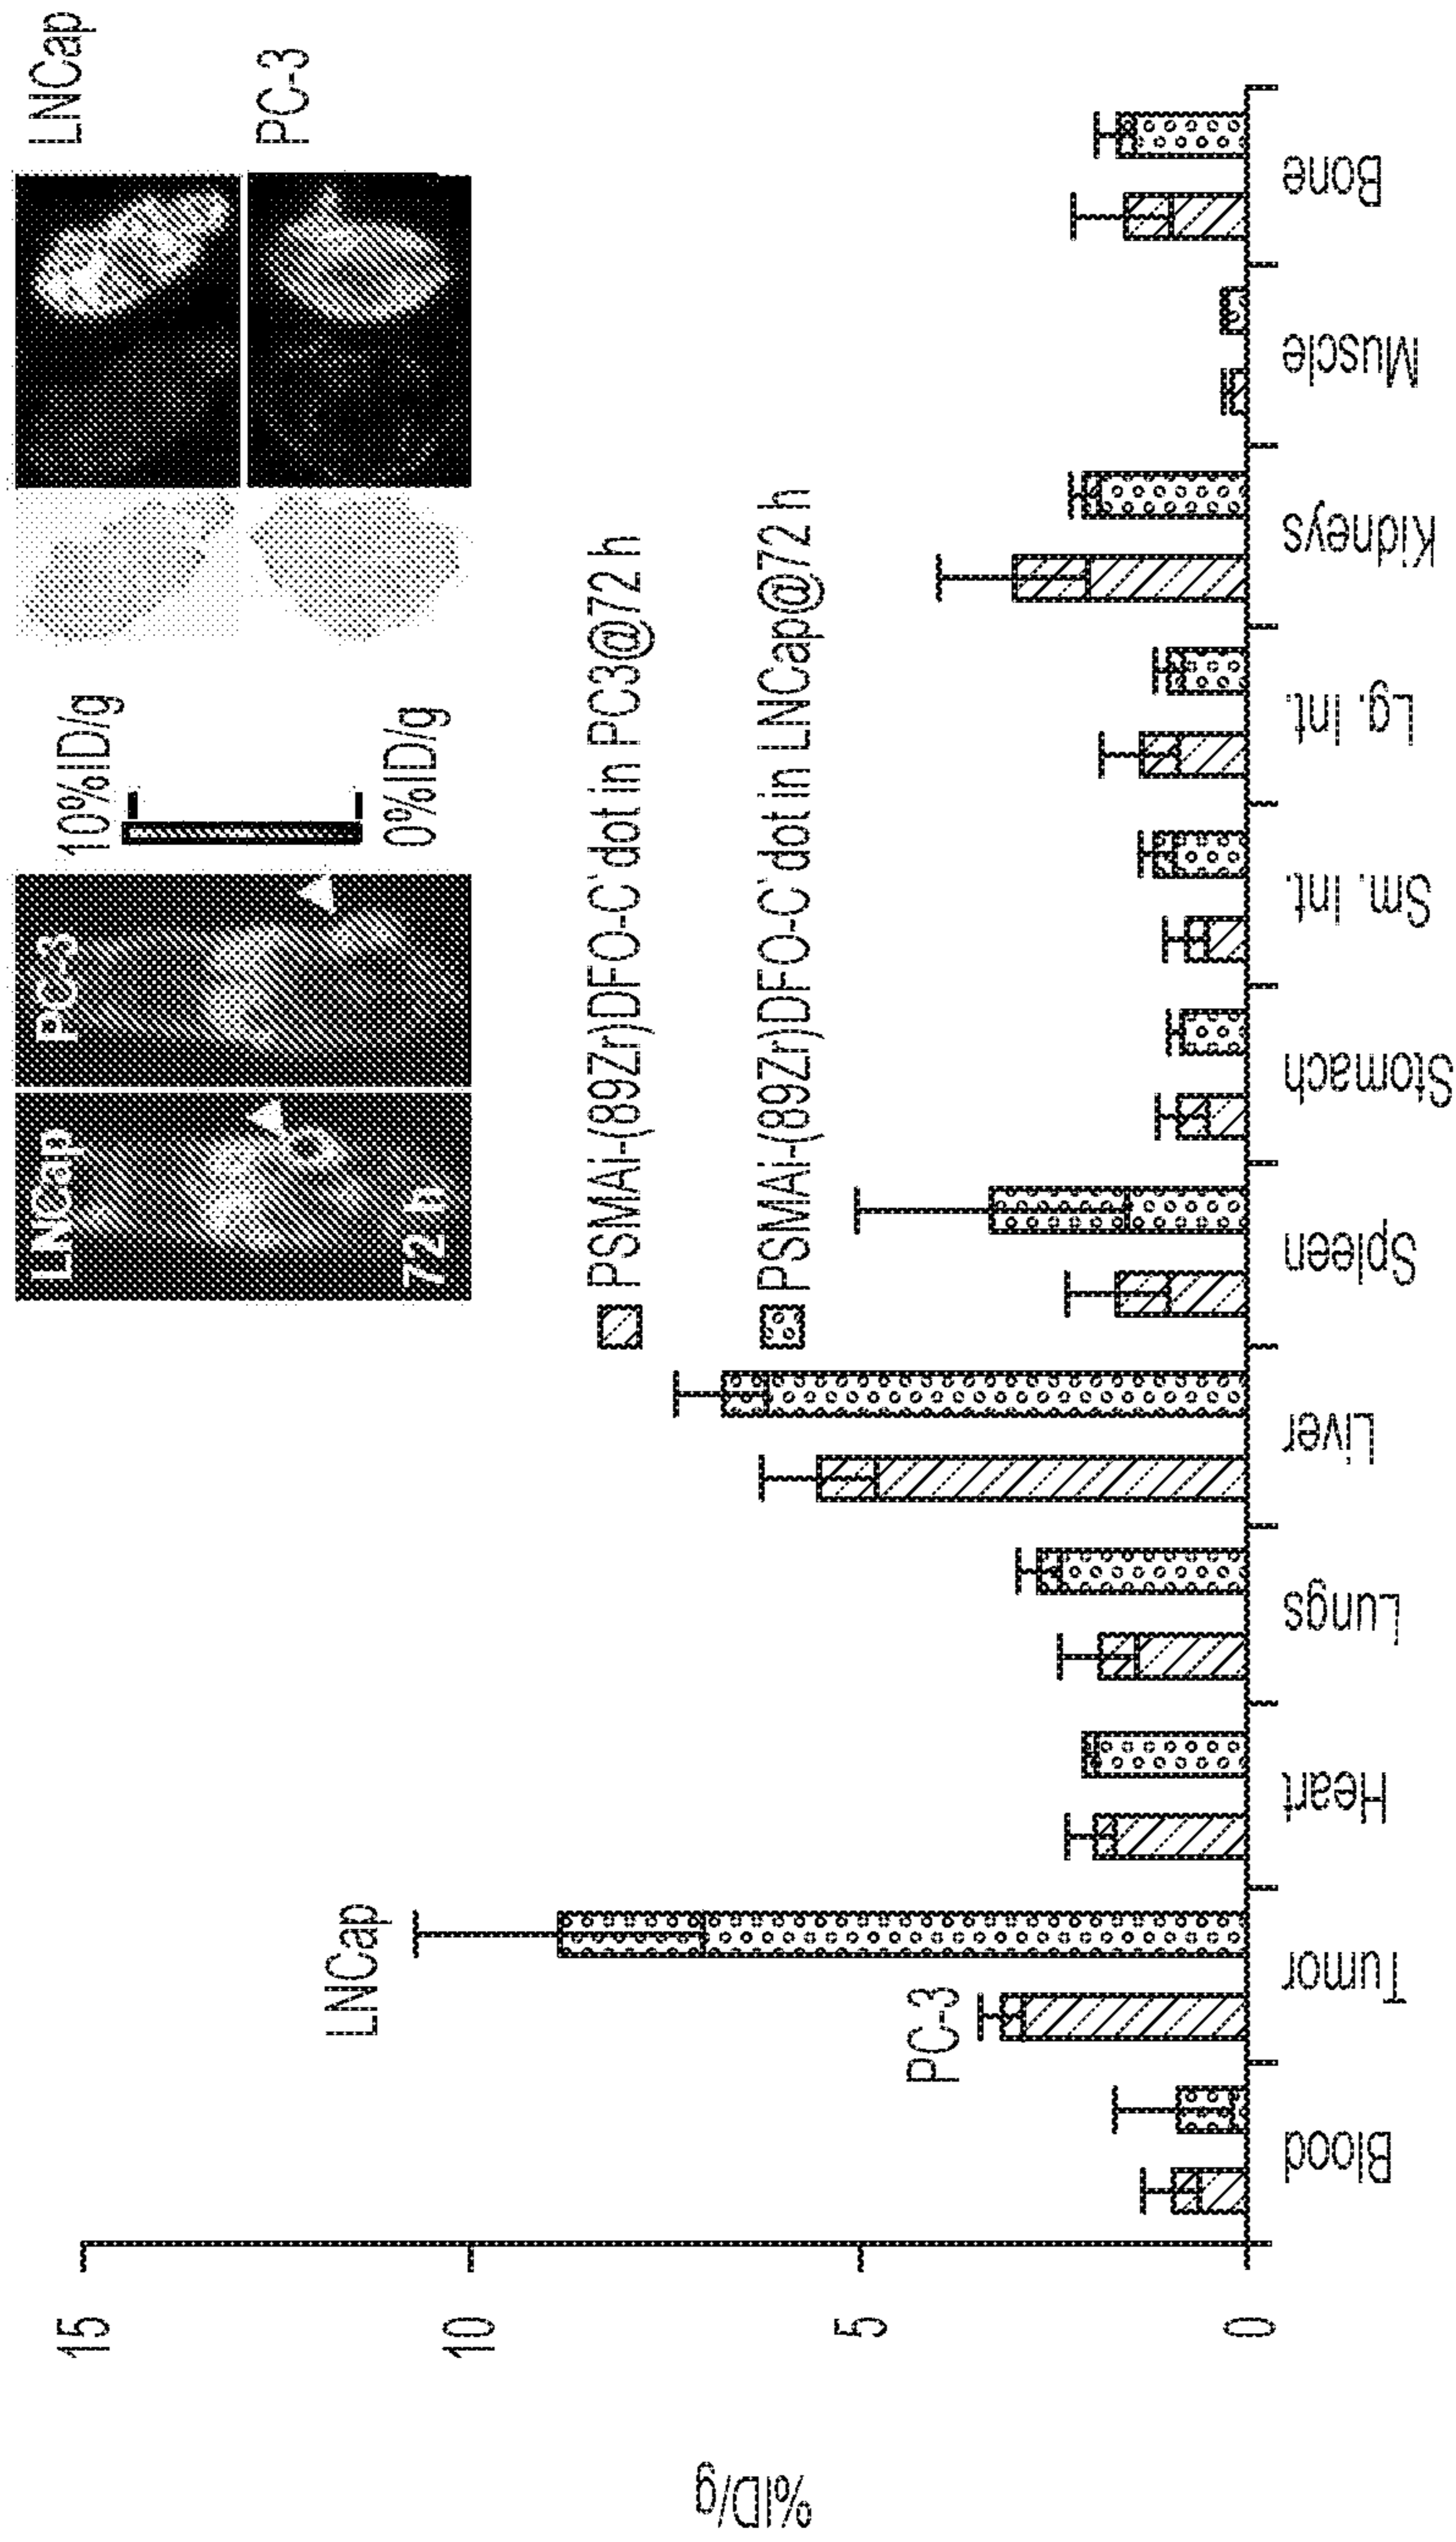 LNCap
PC-3
10%ID/g
0%ID/g
72 h
LNCap
PC-3
PSMAi-(89Zr)DFO-C`dot in PC3@72 h
PSMAi-(89Zr)DFO-C`dot in LNCap@72 h
LNCap
PC-3
15
10
5
0
%ID/g
Blood
Tumor
Heart
Lungs
Liver
Spleen
Stomach
Sm. Int.
Lg. Int.
Kidneys
Muscle
Bone